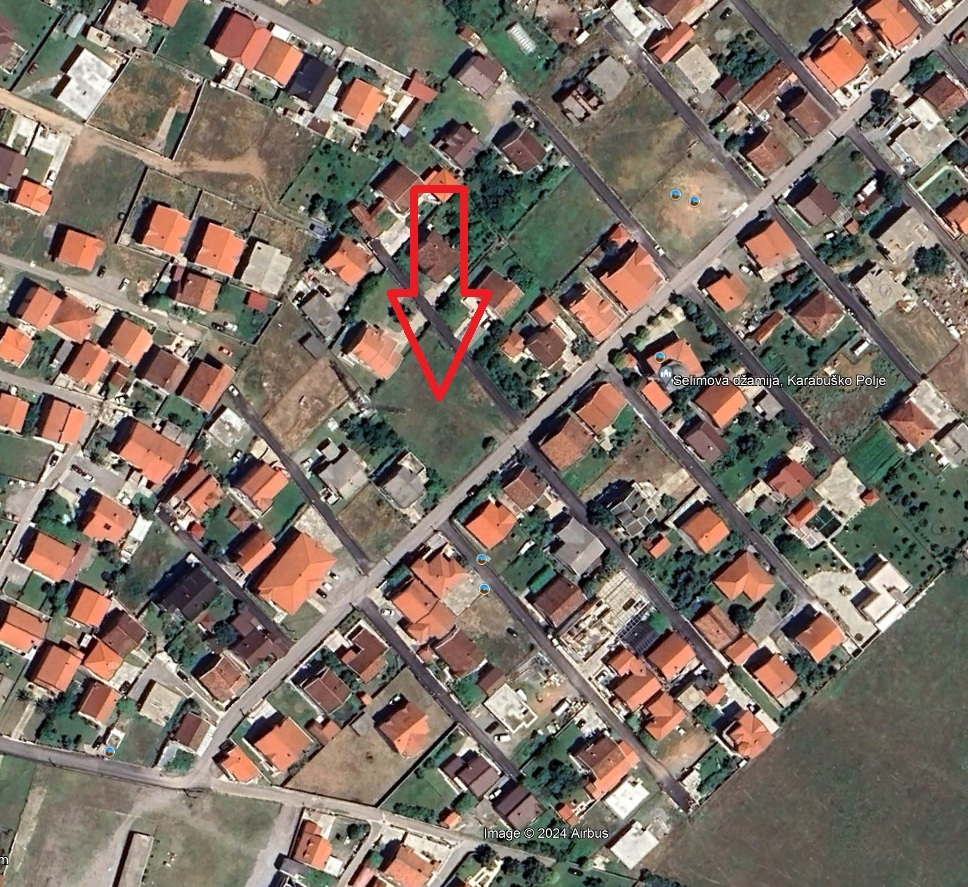 Selimova džamija, Karabuško Polje
Image © 2024 Airbus
m